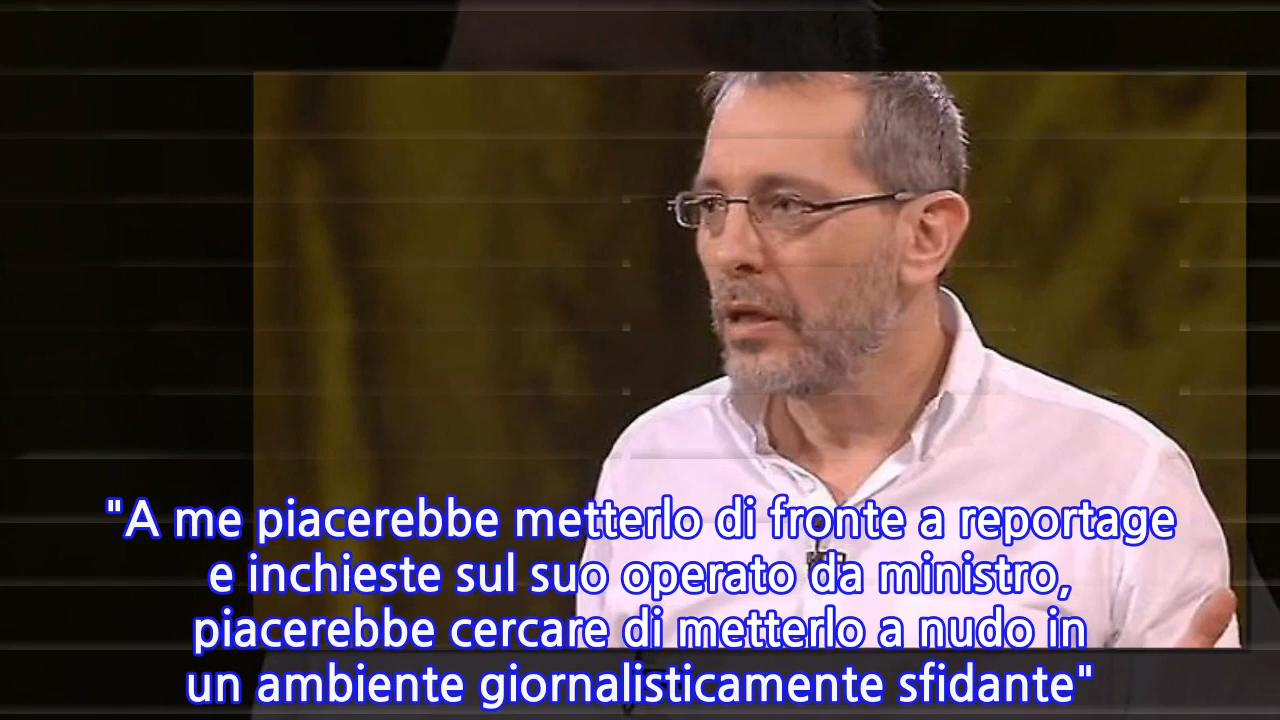 "A me piacerebbe metterlo di fronte a reportage
e inchieste sul suo operato da ministro,
piacerebbe cercare di metterlo a nudo in
un ambiente giornalisticamente sfidante"